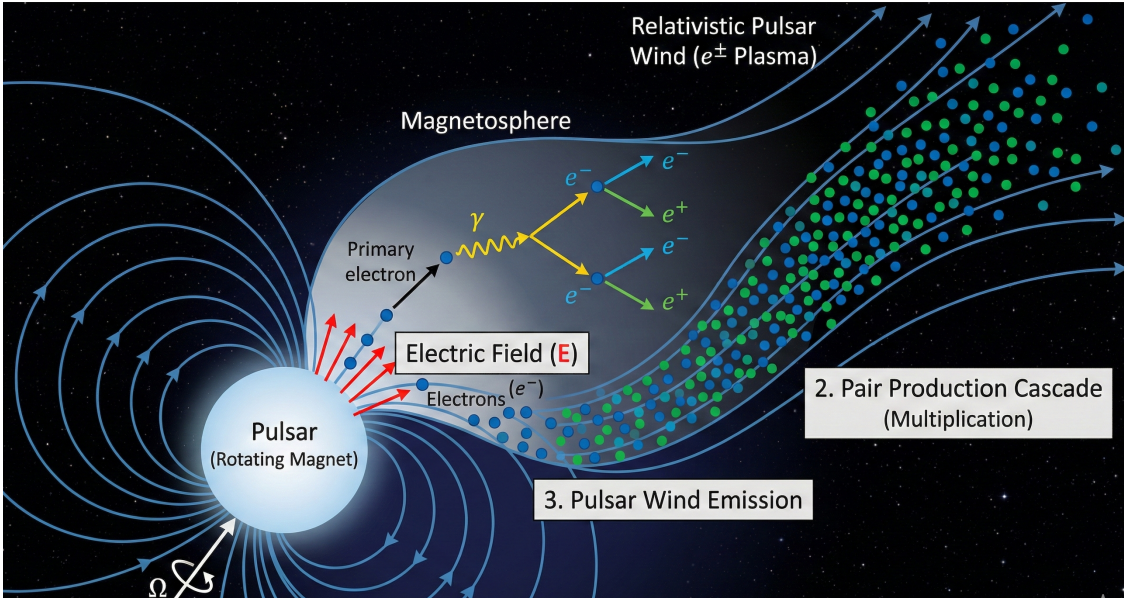 Relativistic Pulsar
Wind (e± Plasma)
Magnetosphere
e⁻
e⁻
e⁺
γ
Primary
electron
e⁻
e⁻
e⁺
Electric Field (E)
Electrons (e⁻)
2. Pair Production Cascade
(Multiplication)
Pulsar
(Rotating Magnet)
3. Pulsar Wind Emission
Ω